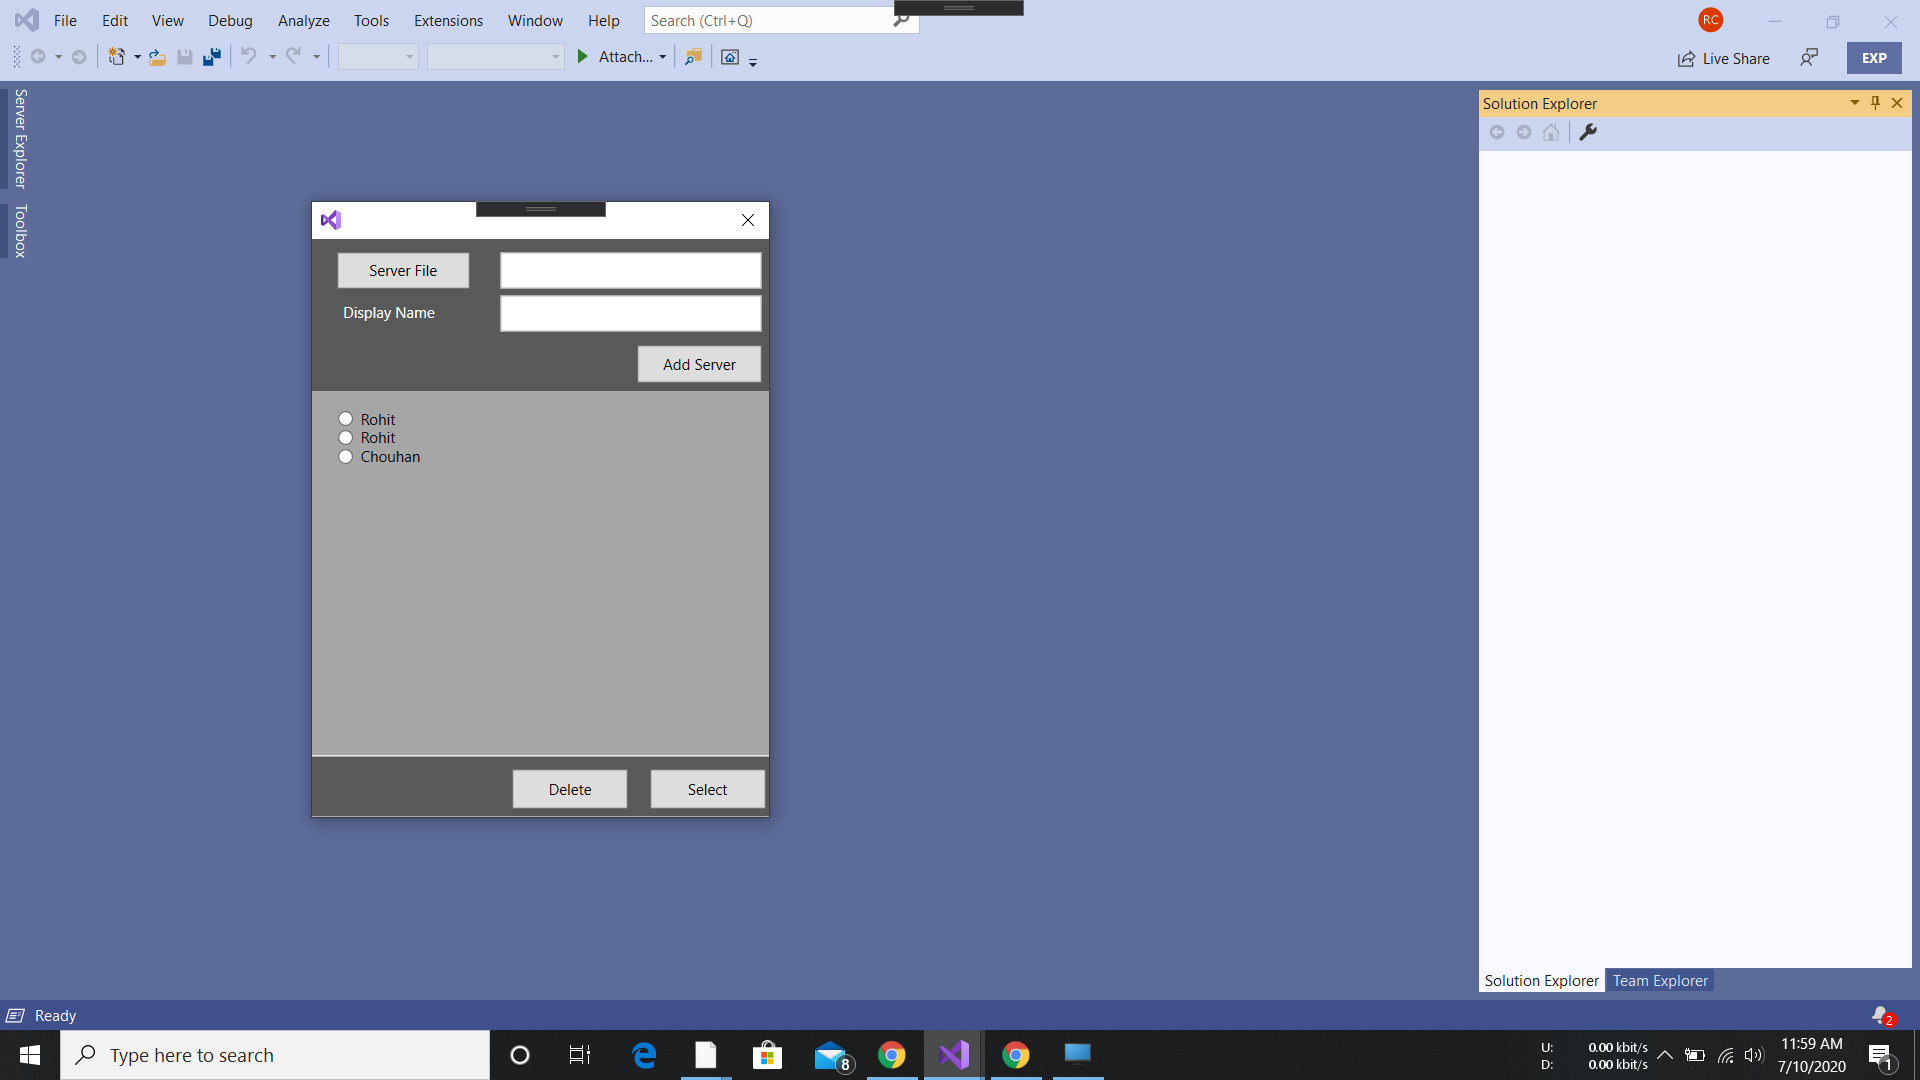 File Edit View Debug Analyze Tools Extensions Window Help Search (Ctrl+Q) RC
Attach... Live Share EXP
Server Explorer
Toolbox
Solution Explorer
Server File
Display Name
Add Server
Rohit
Rohit
Chouhan
Delete Select
Solution Explorer Team Explorer
Ready 2
Type here to search 8
U: 0.00 kbit/s
D: 0.00 kbit/s
11:59 AM
7/10/2020
1